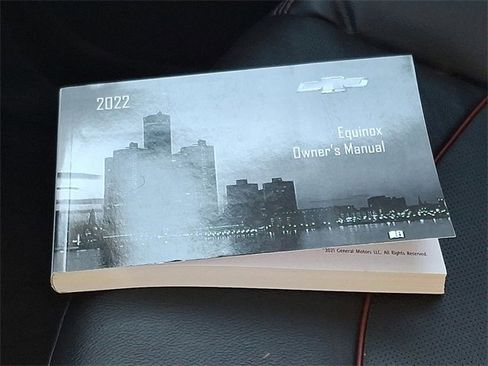 2022
Equinox
Owner's Manual
2021 General Motors LLC. All Rights Reserved.